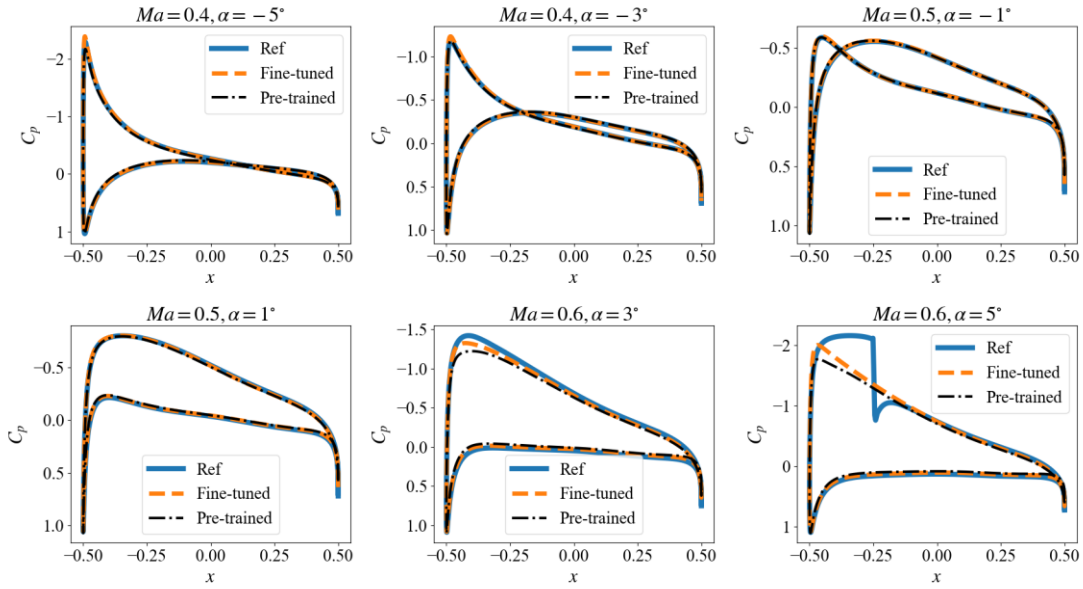 Ma = 0.4, α = −5°
−2
−1
0
1
C_p
Ref
Fine-tuned
Pre-trained
−0.50 −0.25 0.00 0.25 0.50
x
Ma = 0.4, α = −3°
−1.0
−0.5
0.0
0.5
1.0
C_p
Ref
Fine-tuned
Pre-trained
−0.50 −0.25 0.00 0.25 0.50
x
Ma = 0.5, α = −1°
−0.5
0.0
0.5
1.0
C_p
Ref
Fine-tuned
Pre-trained
−0.50 −0.25 0.00 0.25 0.50
x
Ma = 0.5, α = 1°
−0.5
0.0
0.5
1.0
C_p
Ref
Fine-tuned
Pre-trained
−0.50 −0.25 0.00 0.25 0.50
x
Ma = 0.6, α = 3°
−1.5
−1.0
−0.5
0.0
0.5
1.0
C_p
Ref
Fine-tuned
Pre-trained
−0.50 −0.25 0.00 0.25 0.50
x
Ma = 0.6, α = 5°
−2
−1
0
1
C_p
Ref
Fine-tuned
Pre-trained
−0.50 −0.25 0.00 0.25 0.50
x